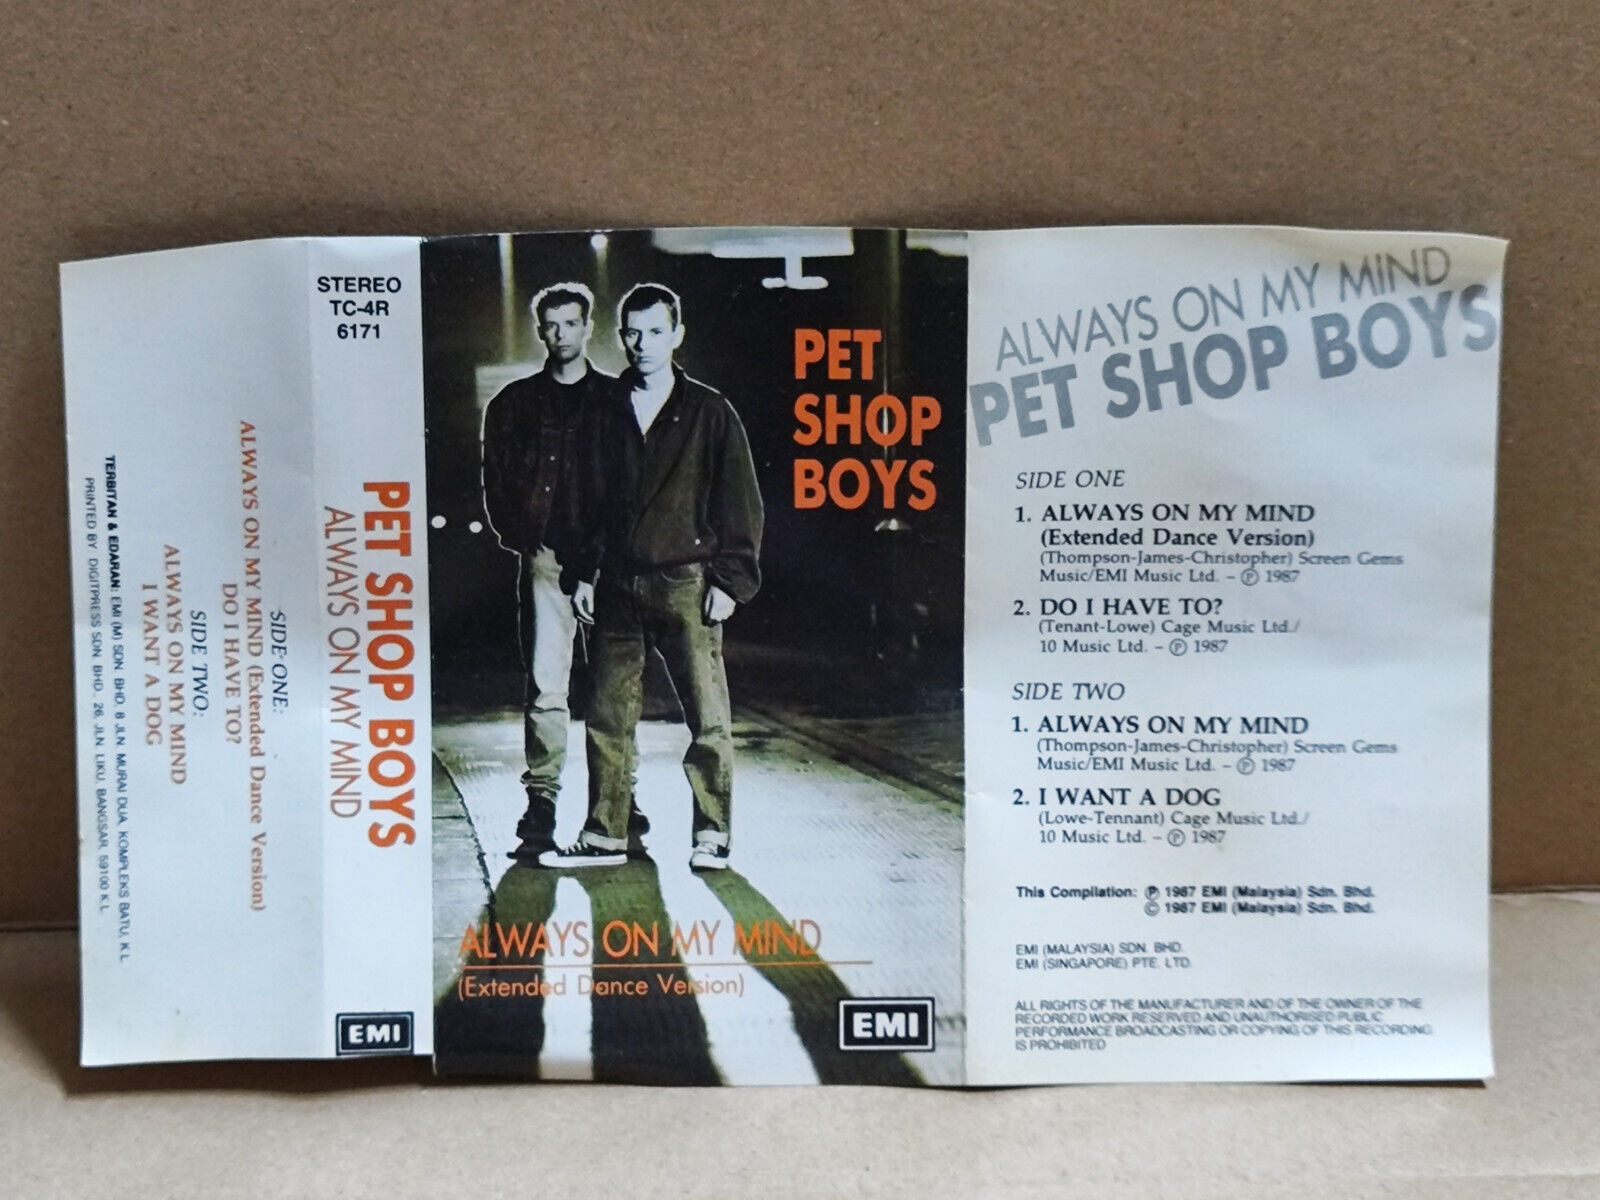 SIDE ONE:
ALWAYS ON MY MIND (Extended Dance Version)
DO I HAVE TO?
SIDE TWO:
ALWAYS ON MY MIND
I WANT A DOG
TERBITAN & EDARAN: EMI (M) SDN. BHD. 8 JLN. MURAI DUA, KOMPLEKS BATU, K.L.
PRINTED BY DIGITPRESS SDN. BHD., 26, JLN. LIKU, BANGSAR, 59100 K.L.
STEREO
TC-4R
6171
PET SHOP BOYS
ALWAYS ON MY MIND
EMI
PET
SHOP
BOYS
ALWAYS ON MY MIND
(Extended Dance Version)
EMI
ALWAYS ON MY MIND
PET SHOP BOYS
SIDE ONE
1. ALWAYS ON MY MIND
(Extended Dance Version)
(Thompson-James-Christopher) Screen Gems
Music/EMI Music Ltd. – ℗ 1987
2. DO I HAVE TO?
(Tenant-Lowe) Cage Music Ltd./
10 Music Ltd. – ℗ 1987
SIDE TWO
1. ALWAYS ON MY MIND
(Thompson-James-Christopher) Screen Gems
Music/EMI Music Ltd. – ℗ 1987
2. I WANT A DOG
(Lowe-Tennant) Cage Music Ltd./
10 Music Ltd. – ℗ 1987
This Compilation: ℗ 1987 EMI (Malaysia) Sdn. Bhd.
© 1987 EMI (Malaysia) Sdn. Bhd.
EMI (MALAYSIA) SDN. BHD.
EMI (SINGAPORE) PTE. LTD.
ALL RIGHTS OF THE MANUFACTURER AND OF THE OWNER OF THE
RECORDED WORK RESERVED AND UNAUTHORISED PUBLIC
PERFORMANCE BROADCASTING OR COPYING OF THIS RECORDING
IS PROHIBITED